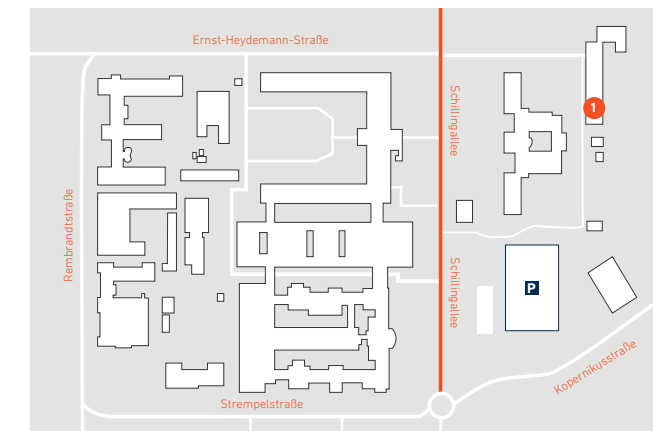 Ernst-Heydemann-Straße
Schillingallee
1
Rembrandtstraße
Schillingallee
P
Kopernikusstraße
Strempelstraße